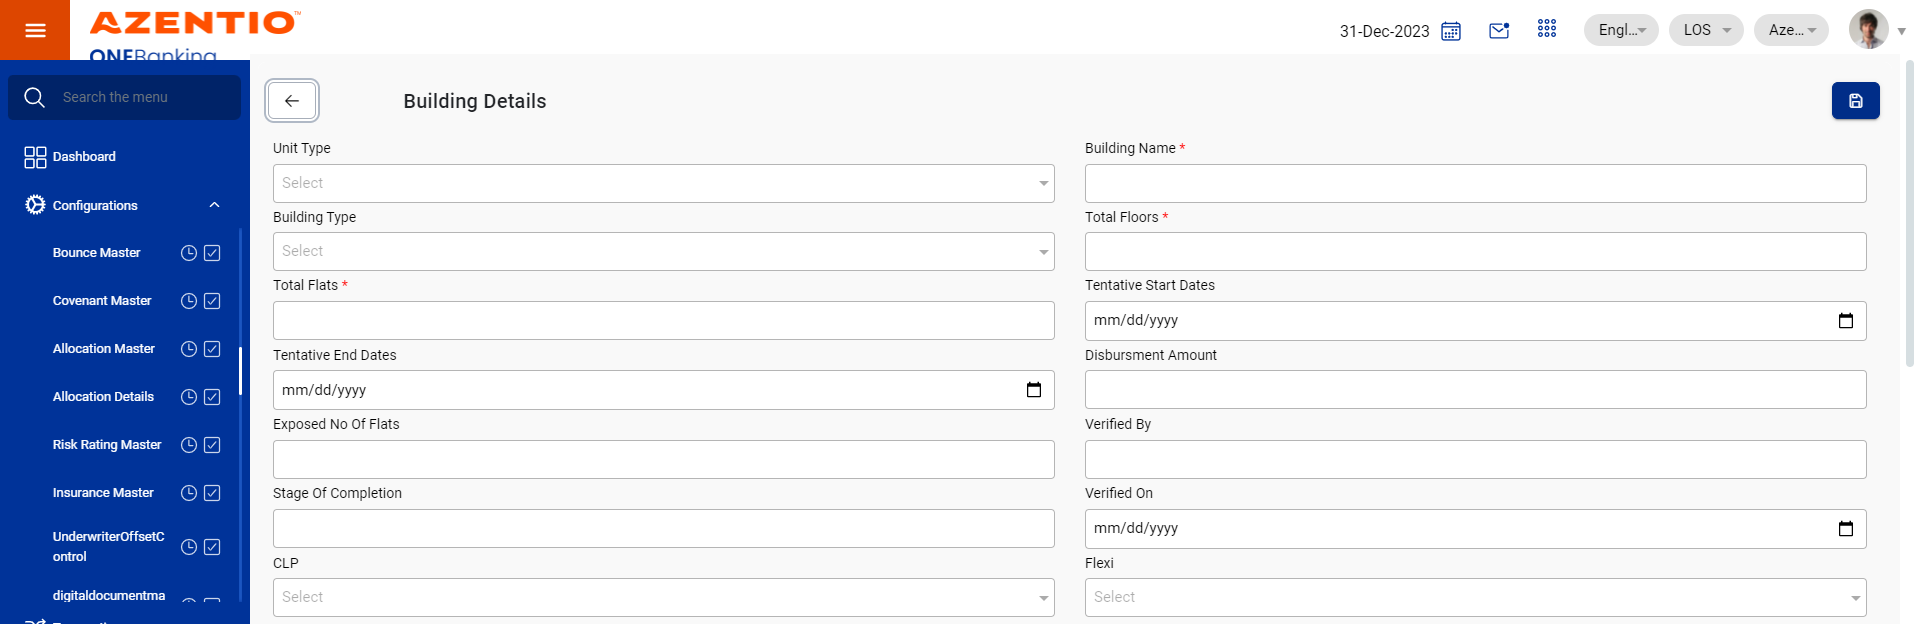 AZENTIO™
ONEBanking
31-Dec-2023
Engl...
LOS
Aze...
Search the menu
Dashboard
Configurations
Bounce Master
Covenant Master
Allocation Master
Allocation Details
Risk Rating Master
Insurance Master
UnderwriterOffsetC
ontrol
digitaldocumentma
Building Details
Unit Type
Select
Building Name *
Building Type
Select
Total Floors *
Total Flats *
Tentative Start Dates
mm/dd/yyyy
Tentative End Dates
mm/dd/yyyy
Disbursment Amount
Exposed No Of Flats
Verified By
Stage Of Completion
Verified On
mm/dd/yyyy
CLP
Select
Flexi
Select